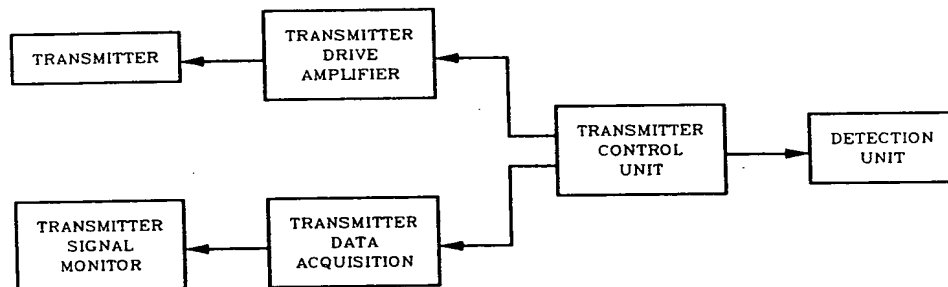 TRANSMITTER
TRANSMITTER
DRIVE
AMPLIFIER
TRANSMITTER
CONTROL
UNIT
DETECTION
UNIT
TRANSMITTER
SIGNAL
MONITOR
TRANSMITTER
DATA
ACQUISITION